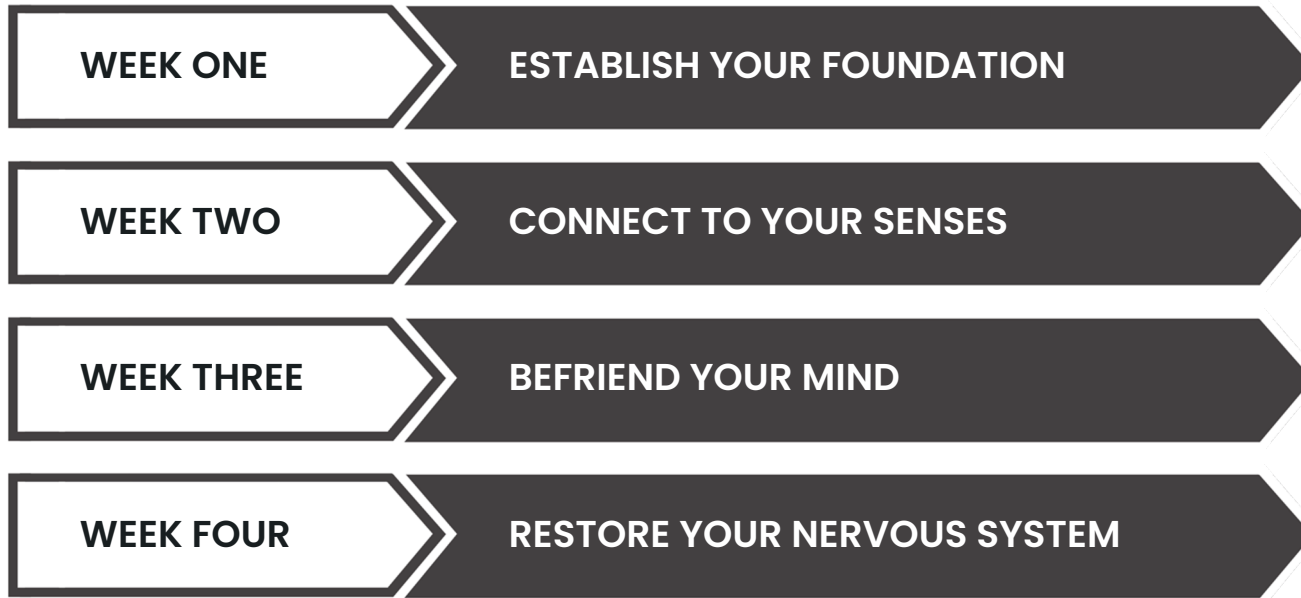 WEEK ONE
ESTABLISH YOUR FOUNDATION
WEEK TWO
CONNECT TO YOUR SENSES
WEEK THREE
BEFRIEND YOUR MIND
WEEK FOUR
RESTORE YOUR NERVOUS SYSTEM